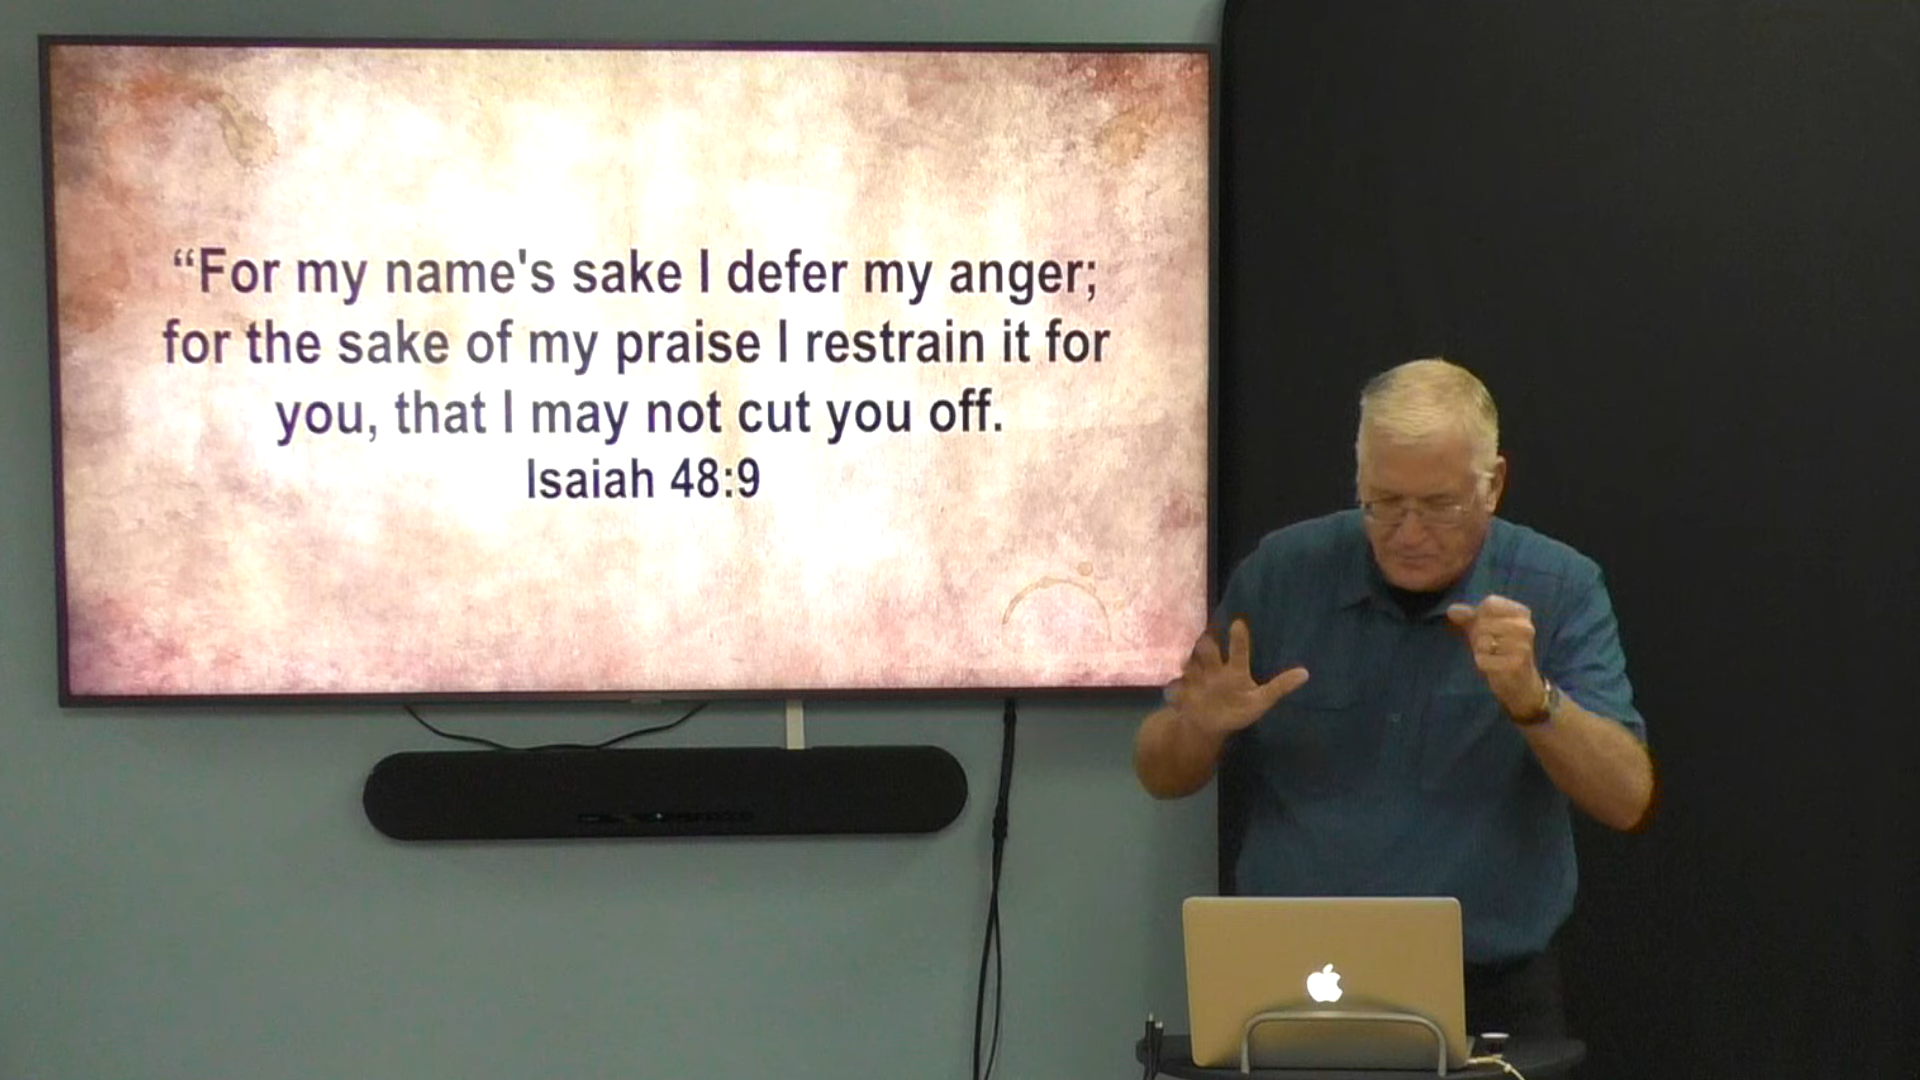 “For my name's sake I defer my anger;
for the sake of my praise I restrain it for
you, that I may not cut you off.
Isaiah 48:9